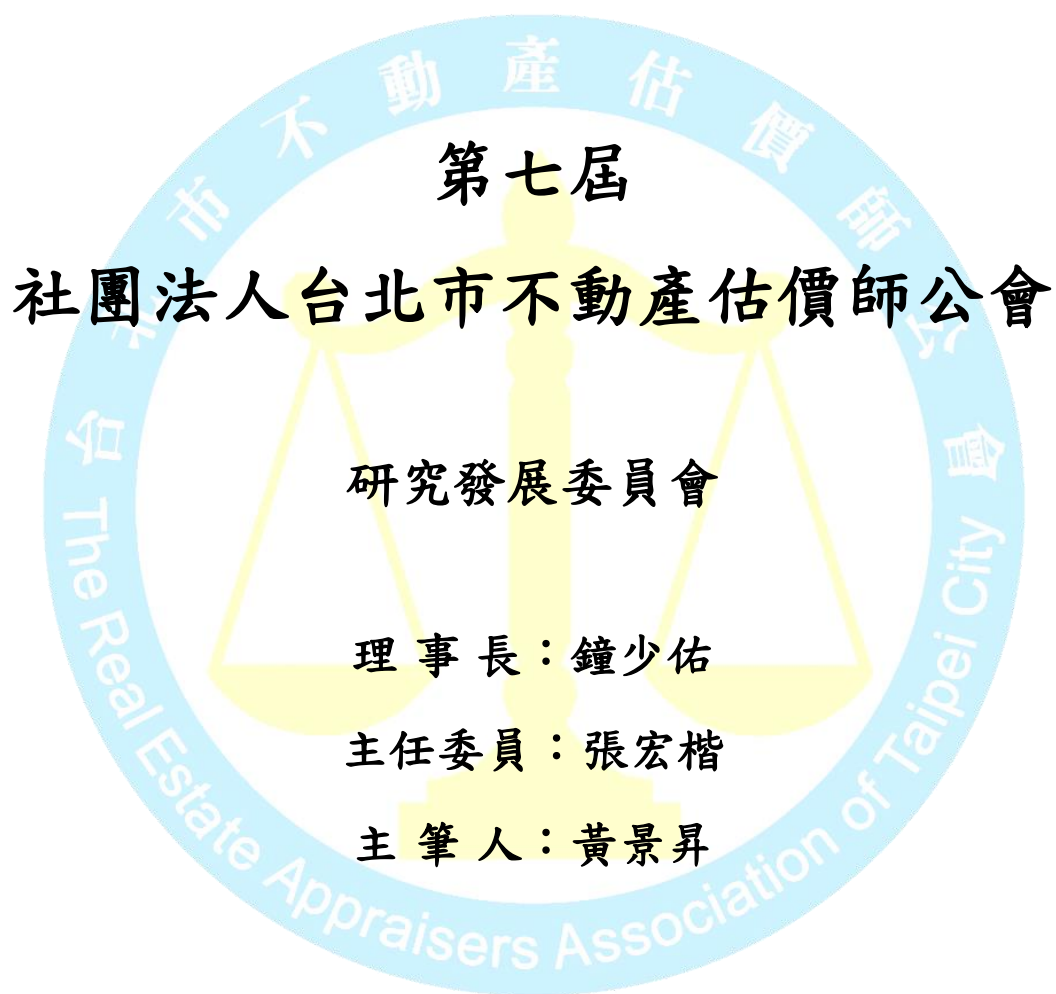 台北市不動產估價師公會
第七屆
社團法人台北市不動產估價師公會
研究發展委員會
理事長：鐘少佑
主任委員：張宏楷
主筆人：黃景昇
The Real Estate Appraisers Association of Taipei City